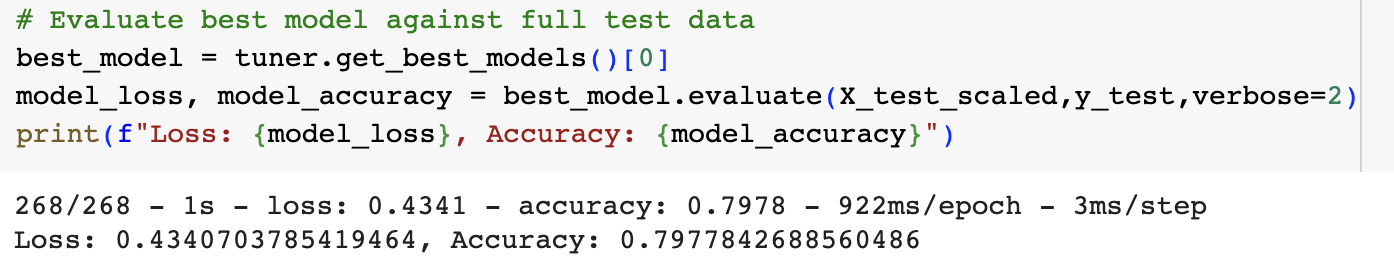 # Evaluate best model against full test data
best_model = tuner.get_best_models()[0]
model_loss, model_accuracy = best_model.evaluate(X_test_scaled,y_test,verbose=2)
print(f"Loss: {model_loss}, Accuracy: {model_accuracy}")
268/268 - 1s - loss: 0.4341 - accuracy: 0.7978 - 922ms/epoch - 3ms/step
Loss: 0.4340703785419464, Accuracy: 0.7977842688560486